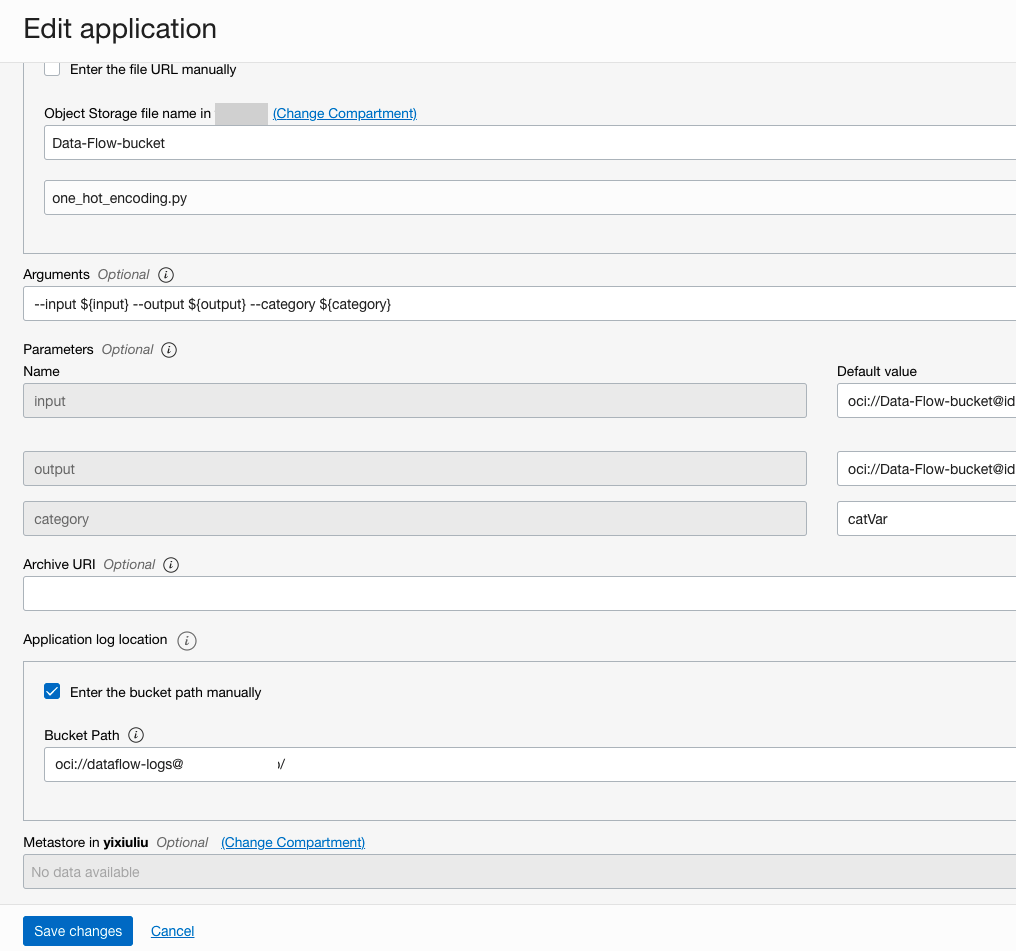 Edit application
Enter the file URL manually
Object Storage file name in (Change Compartment)
Data-Flow-bucket
one_hot_encoding.py
Arguments Optional i
--input ${input} --output ${output} --category ${category}
Parameters Optional i
Name Default value
input oci://Data-Flow-bucket@id
output oci://Data-Flow-bucket@id
category catVar
Archive URI Optional i
Application log location i
Enter the bucket path manually
Bucket Path i
oci://dataflow-logs@ /
Metastore in yixiuliu Optional (Change Compartment)
No data available
Save changes Cancel